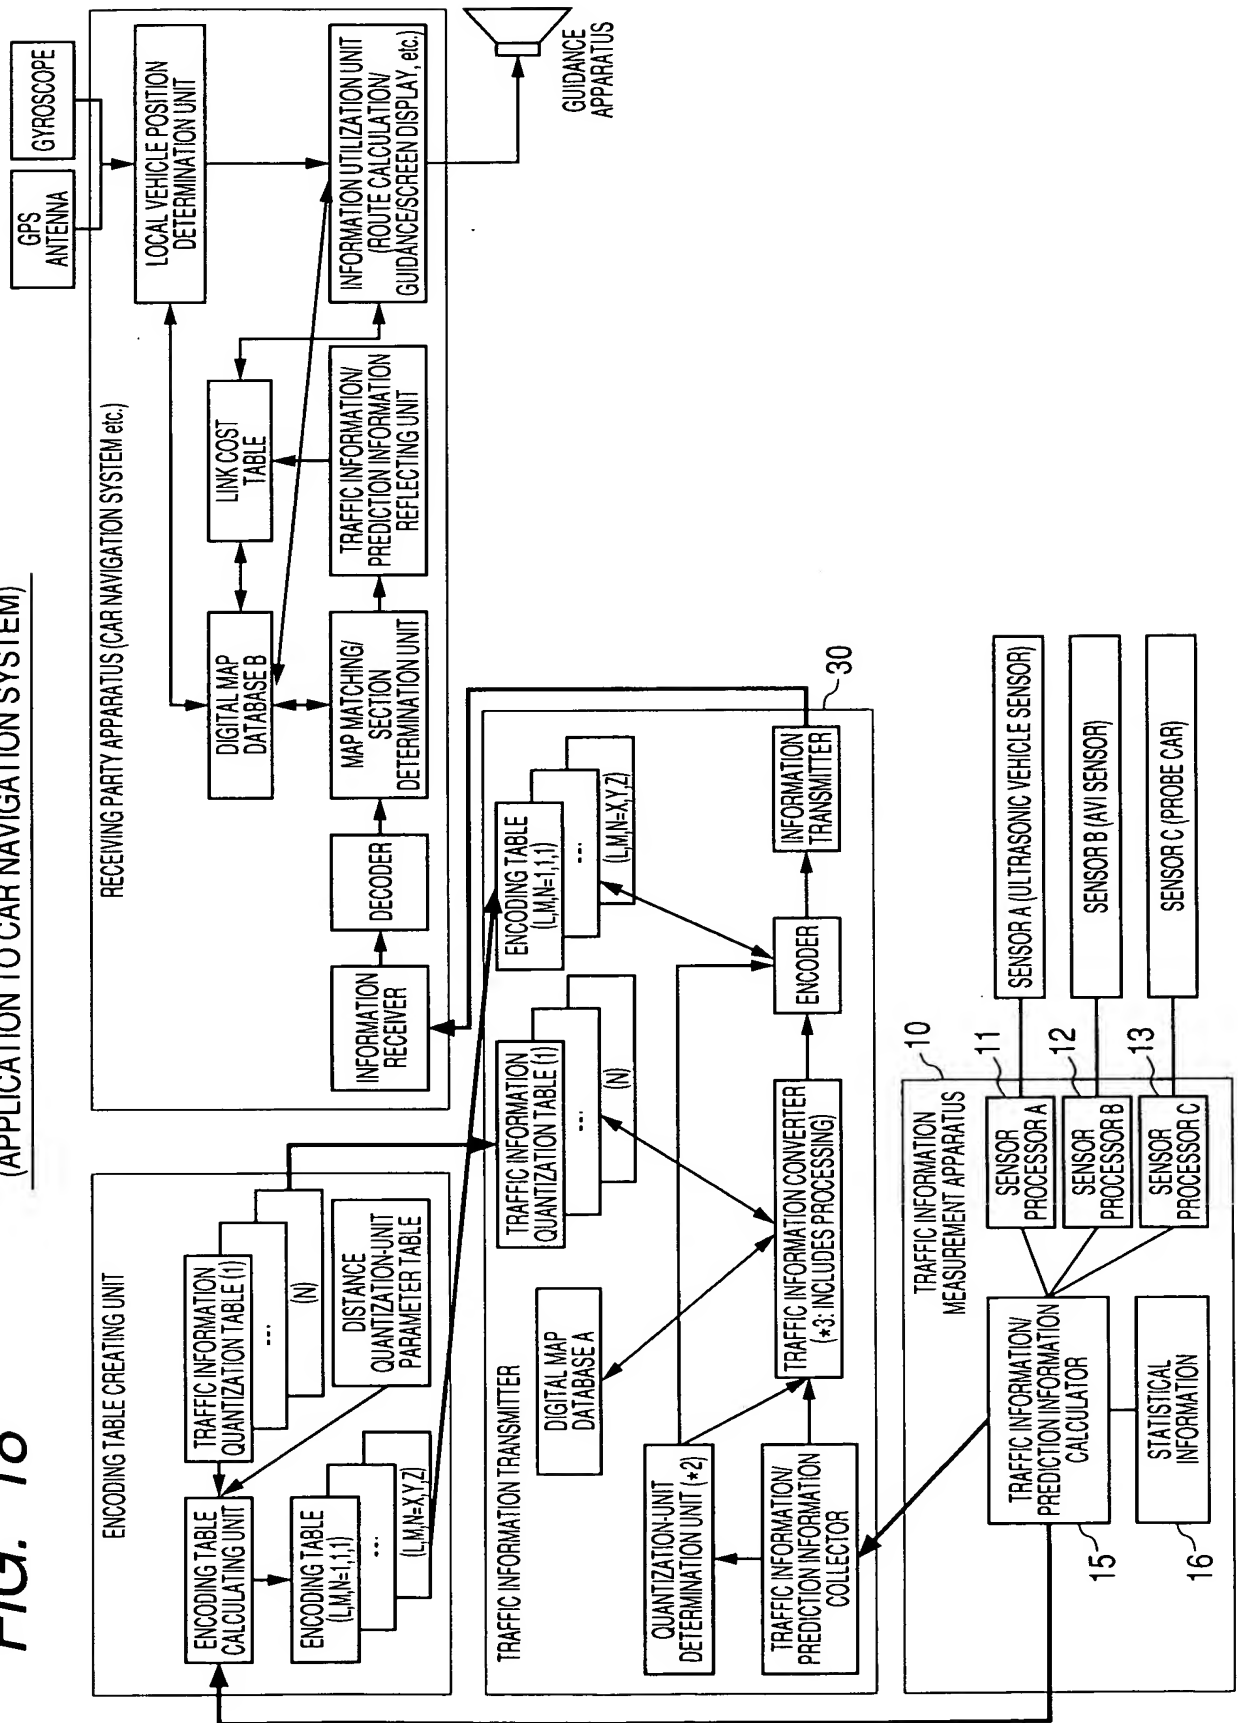 FIG. 18
(APPLICATION TO CAR NAVIGATION SYSTEM)
ENCODING TABLE CREATING UNIT
ENCODING TABLE
CALCULATING UNIT
TRAFFIC INFORMATION
QUANTIZATION TABLE (1)
...
(N)
ENCODING TABLE
(L,M,N=1,1,1)
...
(L,M,N=X,Y,Z)
DISTANCE
QUANTIZATION-UNIT
PARAMETER TABLE
RECEIVING PARTY APPARATUS (CAR NAVIGATION SYSTEM etc.)
GPS
ANTENNA
GYROSCOPE
LOCAL VEHICLE POSITION
DETERMINATION UNIT
DIGITAL MAP
DATABASE B
LINK COST
TABLE
INFORMATION
RECEIVER
DECODER
MAP MATCHING/
SECTION
DETERMINATION UNIT
TRAFFIC INFORMATION/
PREDICTION INFORMATION
REFLECTING UNIT
INFORMATION UTILIZATION UNIT
(ROUTE CALCULATION/
GUIDANCE/SCREEN DISPLAY, etc.)
GUIDANCE
APPARATUS
TRAFFIC INFORMATION TRANSMITTER
30
DIGITAL MAP
DATABASE A
TRAFFIC INFORMATION
QUANTIZATION TABLE (1)
...
(N)
ENCODING TABLE
(L,M,N=1,1,1)
...
(L,M,N=X,Y,Z)
QUANTIZATION-UNIT
DETERMINATION UNIT (*2)
TRAFFIC INFORMATION/
PREDICTION INFORMATION
COLLECTOR
TRAFFIC INFORMATION CONVERTER
(*3: INCLUDES PROCESSING)
ENCODER
INFORMATION
TRANSMITTER
TRAFFIC INFORMATION
MEASUREMENT APPARATUS
10
TRAFFIC INFORMATION/
PREDICTION INFORMATION
CALCULATOR
15
STATISTICAL
INFORMATION
16
SENSOR
PROCESSOR A
11
SENSOR
PROCESSOR B
12
SENSOR
PROCESSOR C
13
SENSOR A (ULTRASONIC VEHICLE SENSOR)
SENSOR B (AVI SENSOR)
SENSOR C (PROBE CAR)